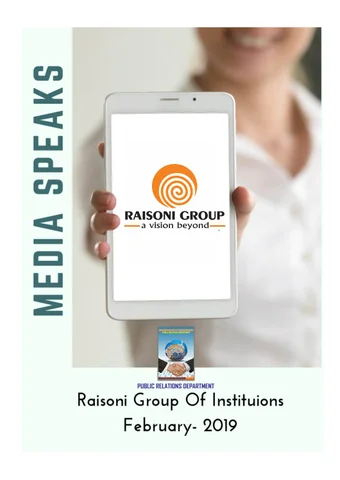 MEDIA SPEAKS
RAISONI GROUP
a vision beyond
PUBLIC RELATIONS DEPARTMENT
Raisoni Group Of Instituions
February- 2019